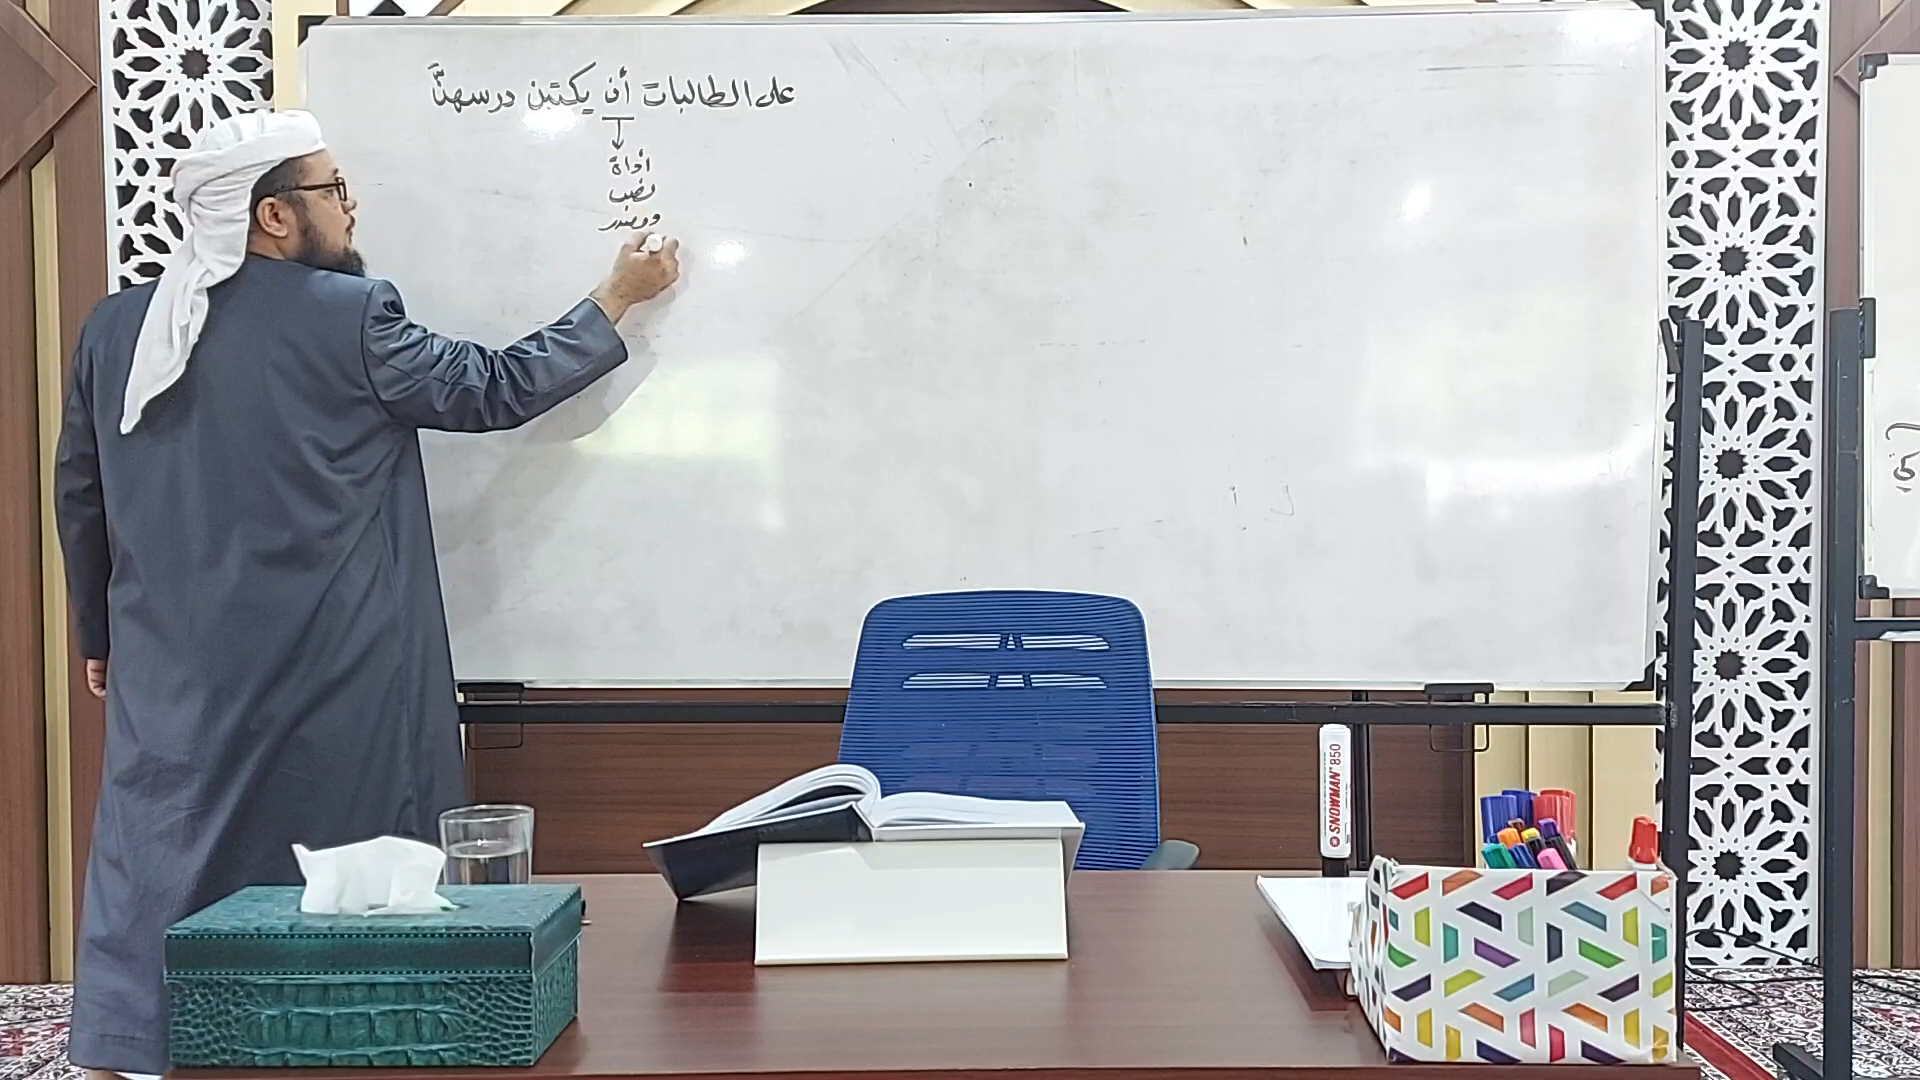 على الطالبات أن يكتبن درسهنَّ
أداة
نصب
ومصدر
SNOWMAN 850